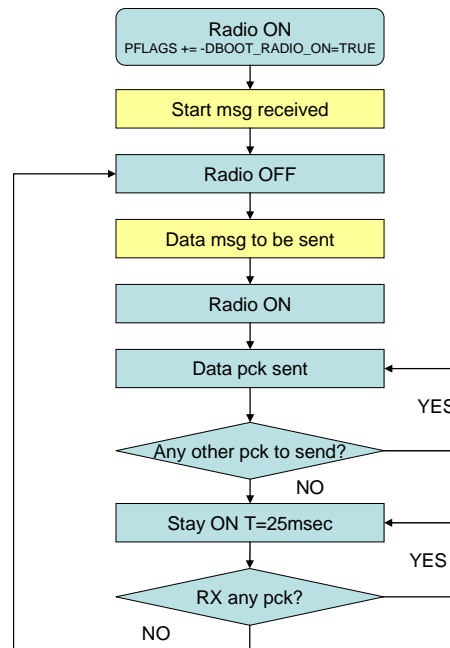 Radio ON
PFLAGS += -DBOOT_RADIO_ON=TRUE
Start msg received
Radio OFF
Data msg to be sent
Radio ON
Data pck sent
YES
Any other pck to send?
NO
Stay ON T=25msec
YES
RX any pck?
NO